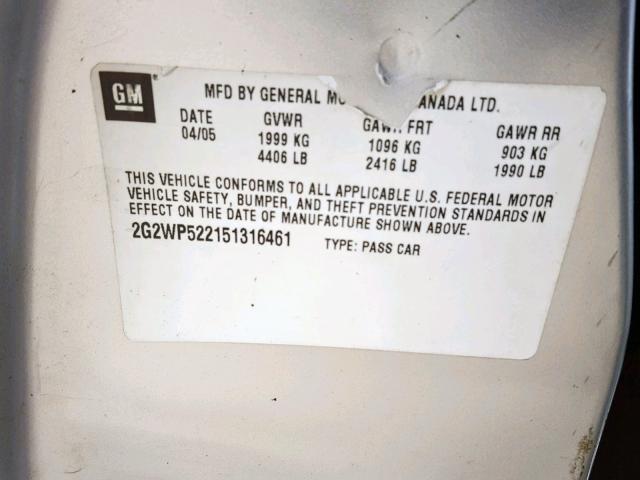 GM
MFD BY GENERAL MO ANADA LTD.
DATE GVWR GAWR FRT GAWR RR
04/05 1999 KG 1096 KG 903 KG
4406 LB 2416 LB 1990 LB
THIS VEHICLE CONFORMS TO ALL APPLICABLE U.S. FEDERAL MOTOR
VEHICLE SAFETY, BUMPER, AND THEFT PREVENTION STANDARDS IN
EFFECT ON THE DATE OF MANUFACTURE SHOWN ABOVE.
2G2WP522151316461 TYPE: PASS CAR